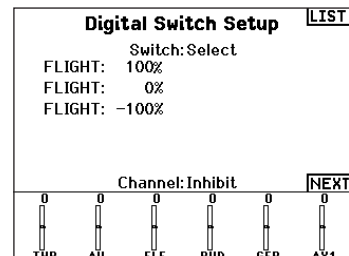 Digital Switch Setup LIST
Switch: Select
FLIGHT: 100%
FLIGHT: 0%
FLIGHT: -100%
Channel: Inhibit NEXT
0 0 0 0 0 0
THR AIL ELE RUD GER AX1